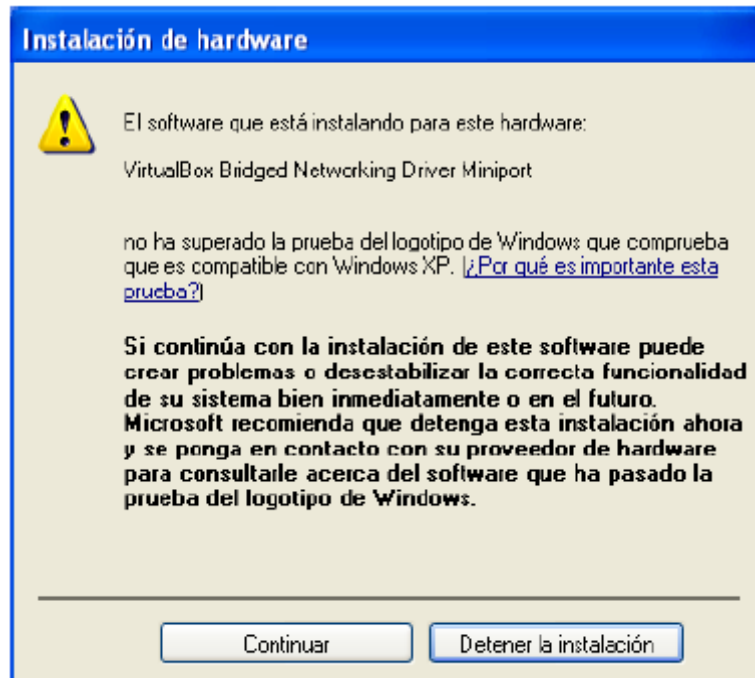 Instalación de hardware
El software que está instalando para este hardware:
VirtualBox Bridged Networking Driver Miniport
no ha superado la prueba del logotipo de Windows que comprueba
que es compatible con Windows XP. (¿Por qué es importante esta
prueba?)
Si continúa con la instalación de este software puede
crear problemas o desestabilizar la correcta funcionalidad
de su sistema bien inmediatamente o en el futuro.
Microsoft recomienda que detenga esta instalación ahora
y se ponga en contacto con su proveedor de hardware
para consultarle acerca del software que ha pasado la
prueba del logotipo de Windows.
Continuar
Detener la instalación